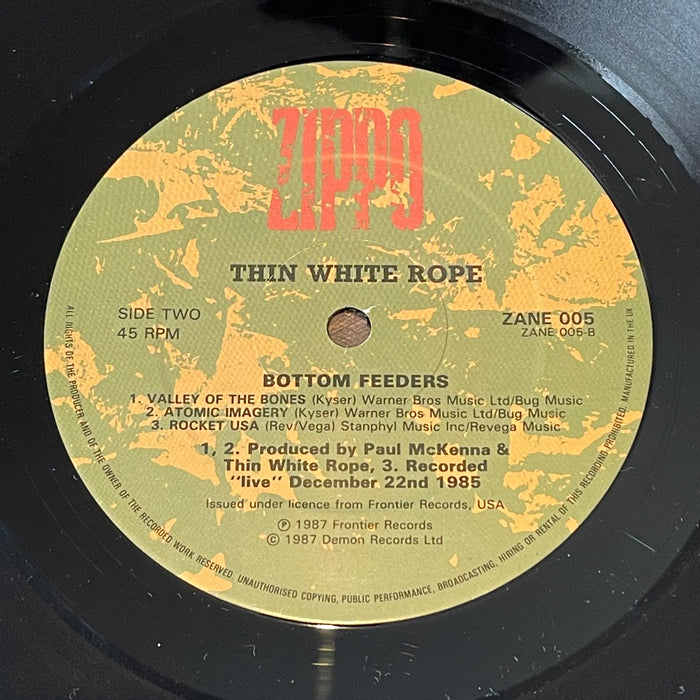 ZIPPO
THIN WHITE ROPE
SIDE TWO
45 RPM
ZANE 005
ZANE 005-B
BOTTOM FEEDERS
1. VALLEY OF THE BONES (Kyser) Warner Bros Music Ltd/Bug Music
2. ATOMIC IMAGERY (Kyser) Warner Bros Music Ltd/Bug Music
3. ROCKET USA (Rev/Vega) Stanphyl Music Inc/Revega Music
1, 2. Produced by Paul McKenna &
Thin White Rope, 3. Recorded
"live" December 22nd 1985
Issued under licence from Frontier Records, USA
℗ 1987 Frontier Records
© 1987 Demon Records Ltd
ALL RIGHTS OF THE PRODUCER AND OF THE OWNER OF THE RECORDED WORK RESERVED. UNAUTHORISED COPYING, PUBLIC PERFORMANCE, BROADCASTING, HIRING OR RENTAL OF THIS RECORDING PROHIBITED. MANUFACTURED IN THE UK